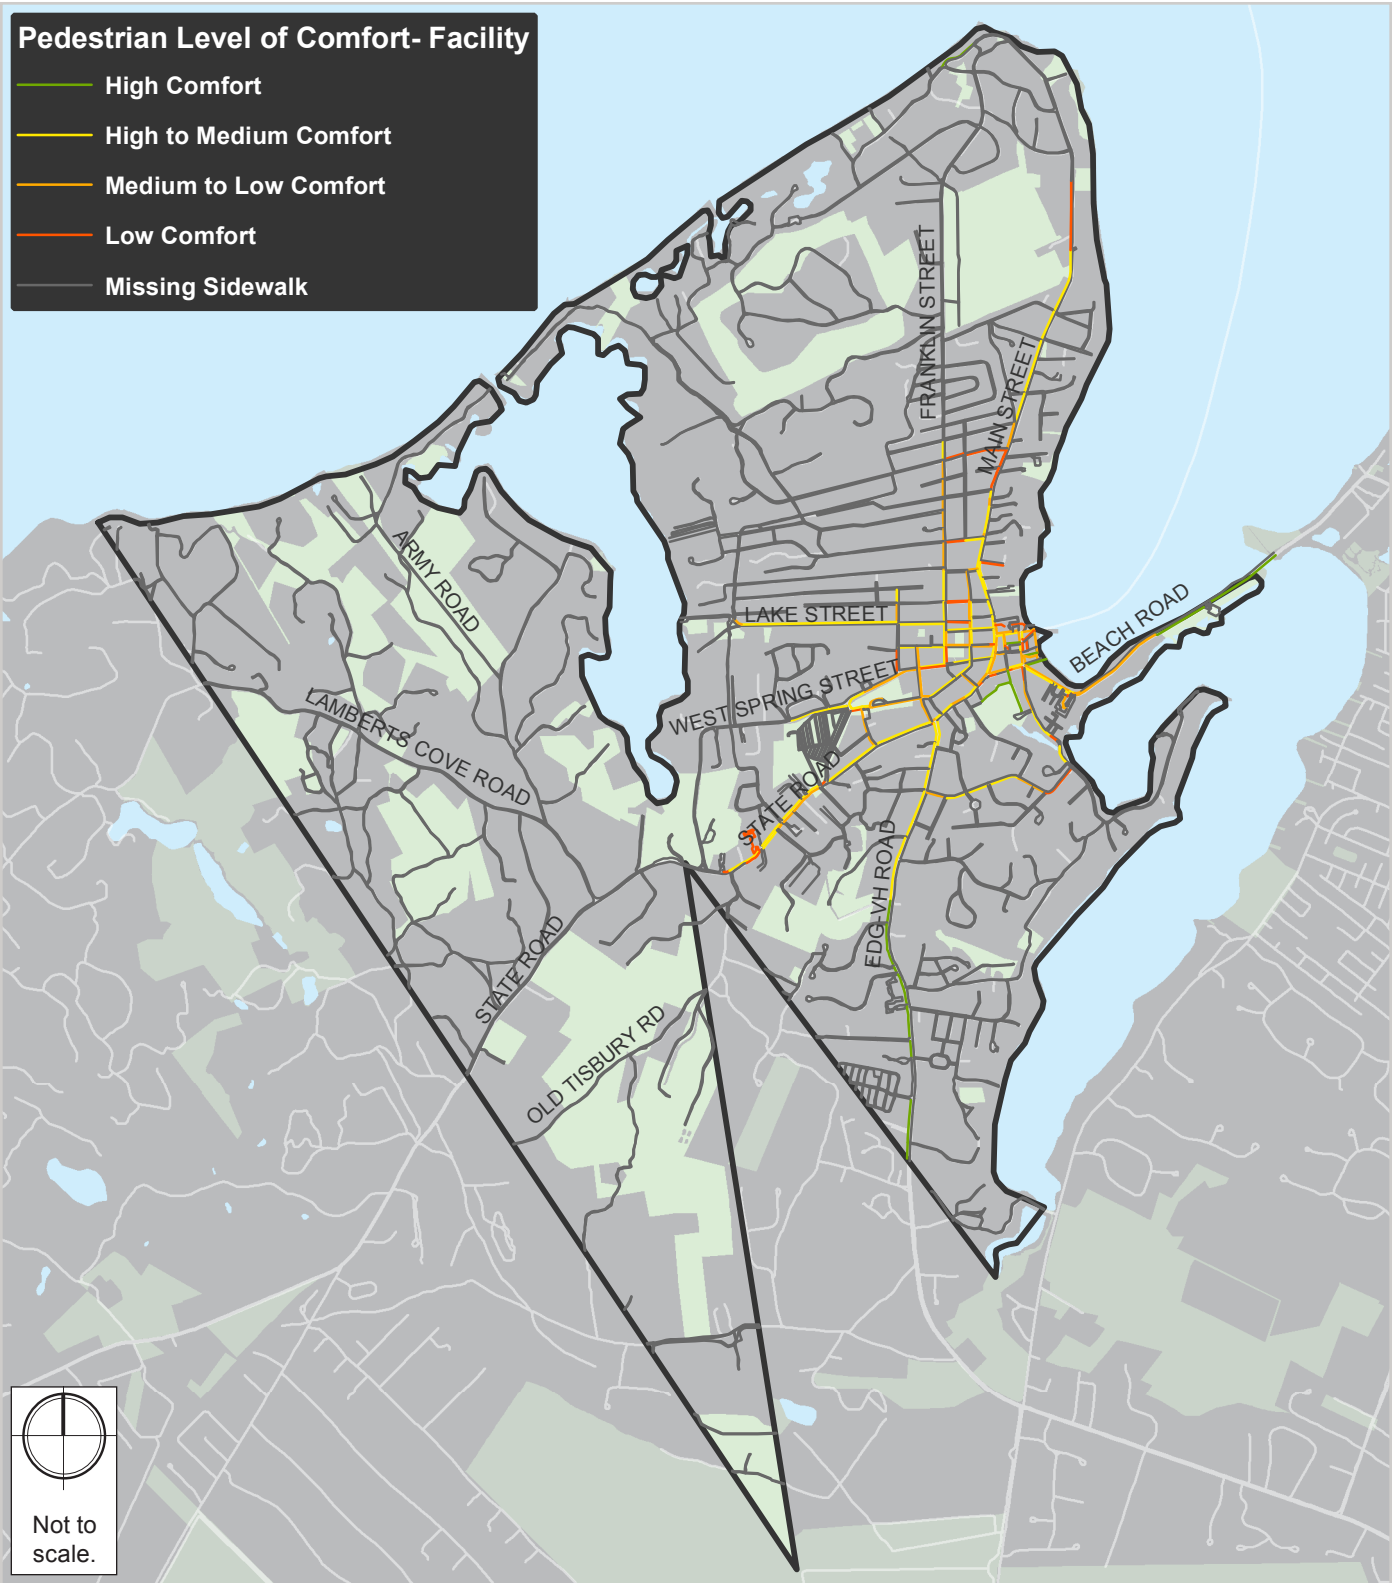 Pedestrian Level of Comfort- Facility
High Comfort
High to Medium Comfort
Medium to Low Comfort
Low Comfort
Missing Sidewalk
FRANKLIN STREET
MAIN STREET
ARMY ROAD
LAKE STREET
BEACH ROAD
WEST SPRING STREET
LAMBERTS COVE ROAD
STATE ROAD
EDG-VH ROAD
STATE ROAD
OLD TISBURY RD
Not to
scale.